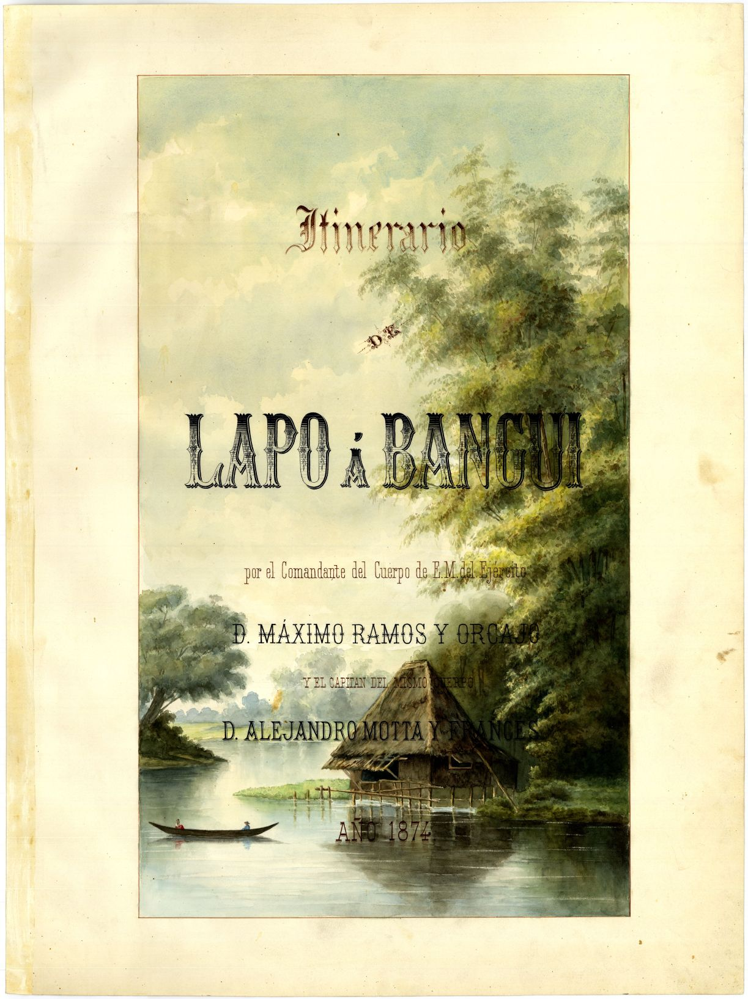 Itinerario
DE
LAPO Á BANGUI
por el Comandante del Cuerpo de E.M. del Ejército
D. MÁXIMO RAMOS Y ORCAJO
Y EL CAPITAN DEL MISMO CUERPO
D. ALEJANDRO MOTTA Y FRANCES
AÑO 1874